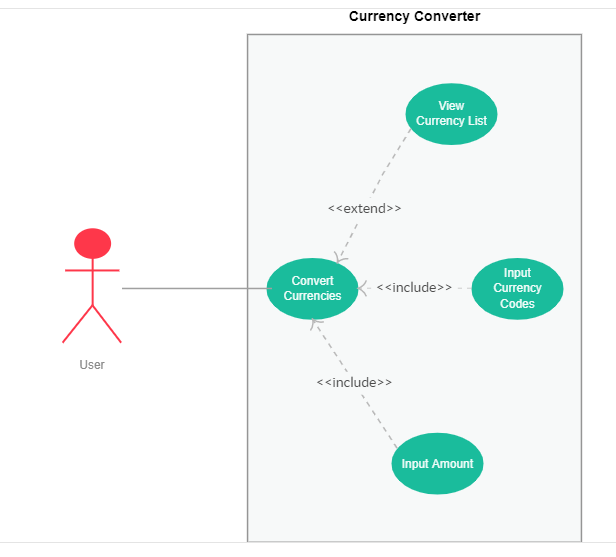 Currency Converter
View
Currency List
<<extend>>
Convert
Currencies
<<include>>
Input
Currency
Codes
User
<<include>>
Input Amount